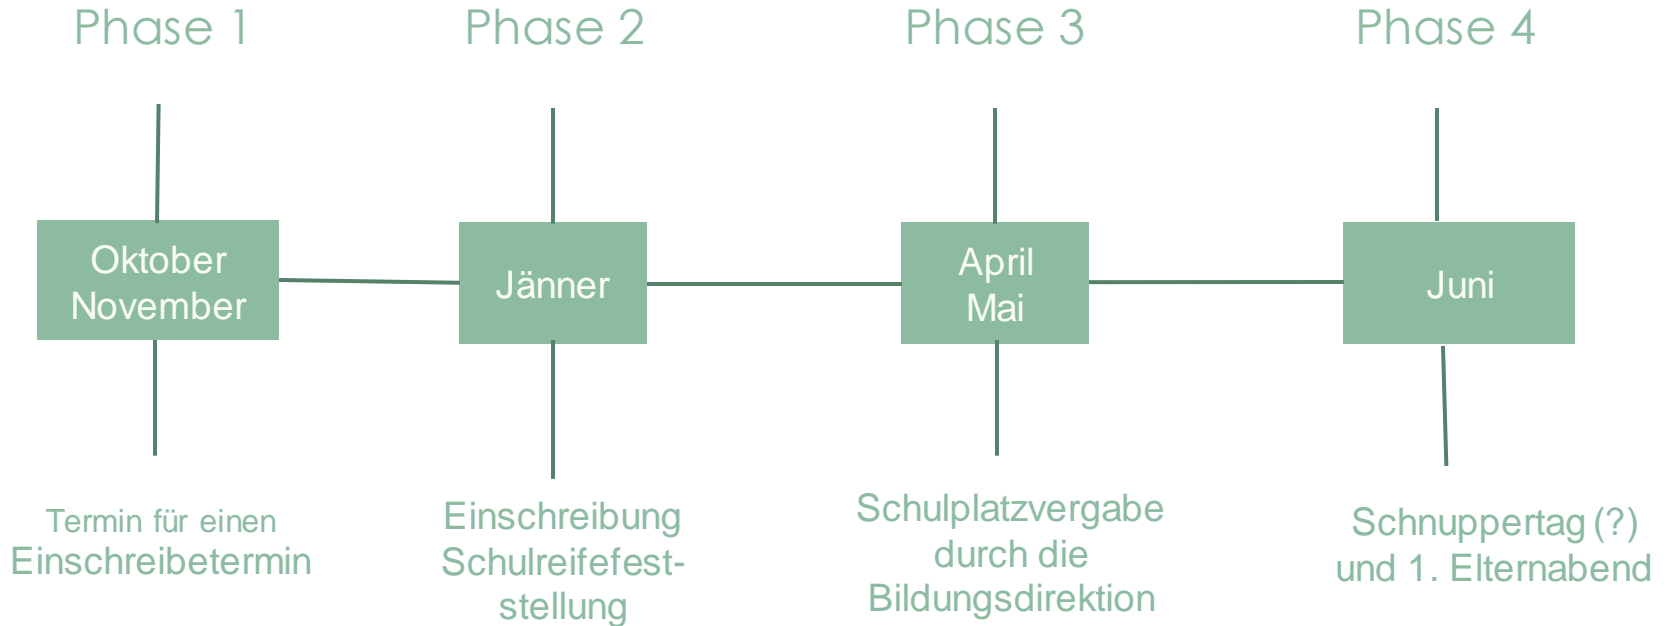 Phase 1
Phase 2
Phase 3
Phase 4
Oktober
November
Jänner
April
Mai
Juni
Termin für einen
Einschreibetermin
Einschreibung
Schulreifefest-
stellung
Schulplatzvergabe
durch die
Bildungsdirektion
Schnuppertag (?)
und 1. Elternabend